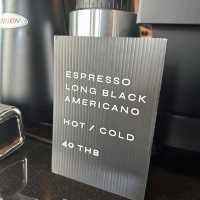 ESPRESSO
LONG BLACK
AMERICANO
HOT / COLD
40 THB